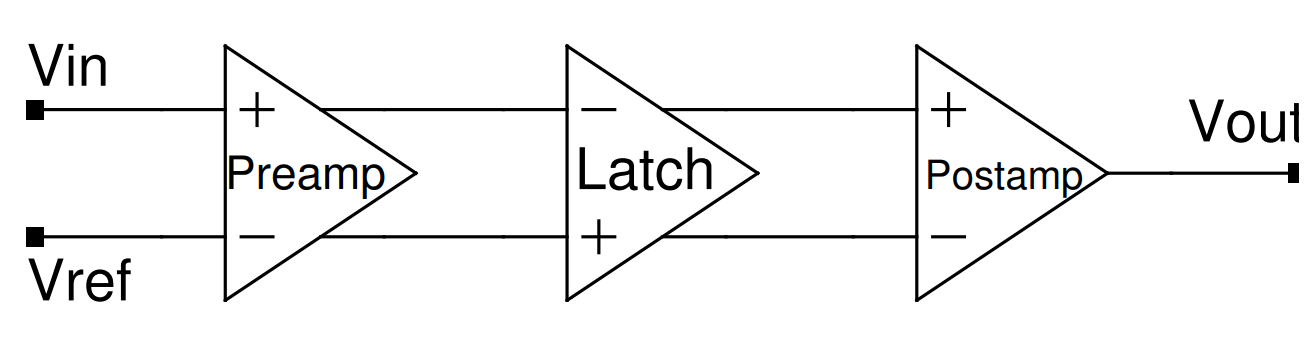 Vin
Vout
+ − +
Preamp Latch Postamp
− + −
Vref